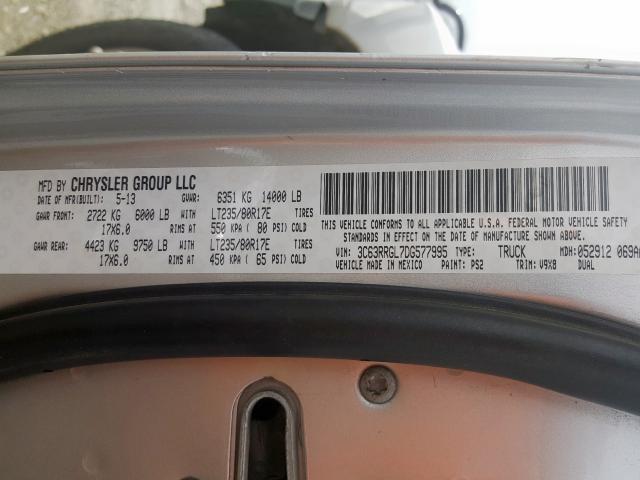 MFD BY CHRYSLER GROUP LLC
DATE OF MFR(BUILT): 5-13 GVWR: 6351 KG 14000 LB
GAWR FRONT: 2722 KG 6000 LB WITH LT235/80R17E TIRES
17X6.0 RIMS AT 550 KPA ( 80 PSI) COLD
GAWR REAR: 4423 KG 9750 LB WITH LT235/80R17E TIRES
17X6.0 RIMS AT 450 KPA ( 65 PSI) COLD
THIS VEHICLE CONFORMS TO ALL APPLICABLE U.S.A. FEDERAL MOTOR VEHICLE SAFETY
STANDARDS IN EFFECT ON THE DATE OF MANUFACTURE SHOWN ABOVE.
VIN: 3C63RRGL7DG577995 TYPE: TRUCK MDH: 052912 069
VEHICLE MADE IN MEXICO PAINT: PS2 TRIM: V9X8 DUAL